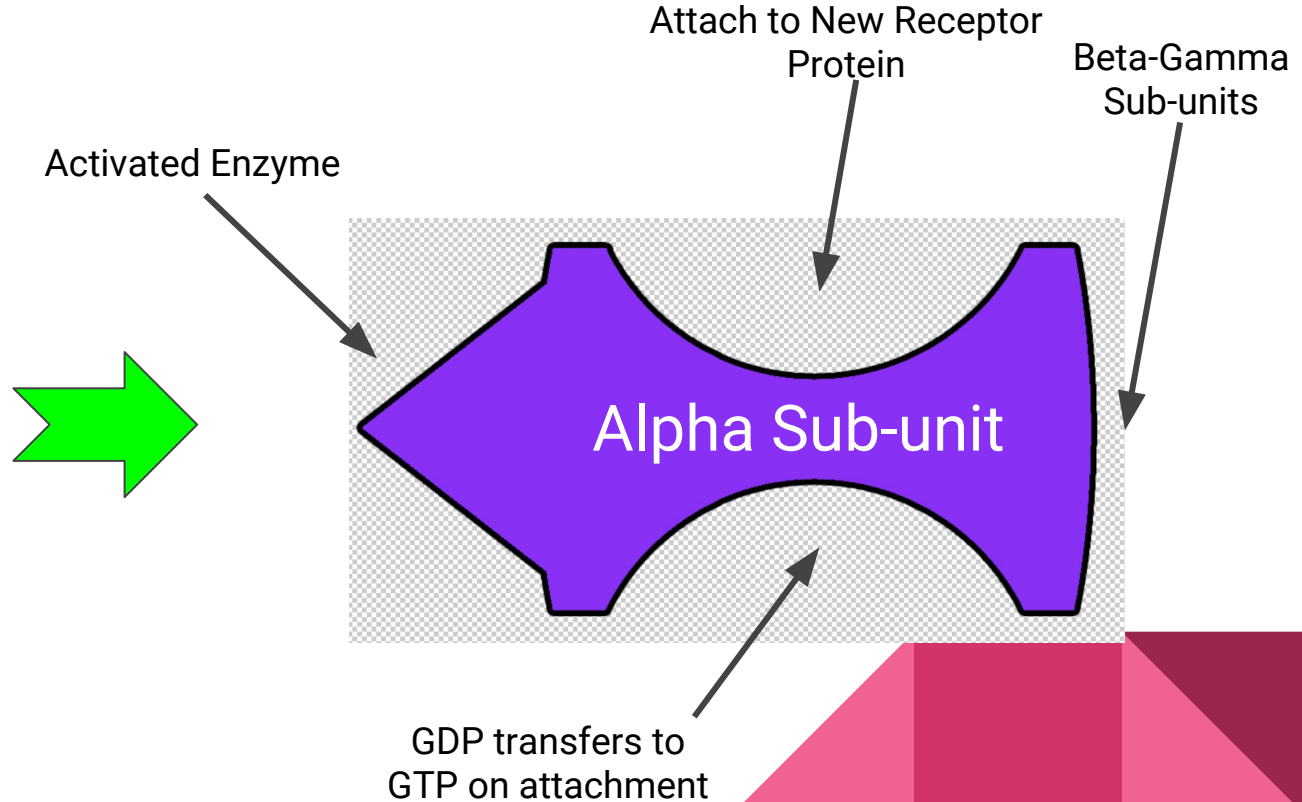 Attach to New Receptor
Protein
Beta-Gamma
Sub-units
Activated Enzyme
Alpha Sub-unit
GDP transfers to
GTP on attachment